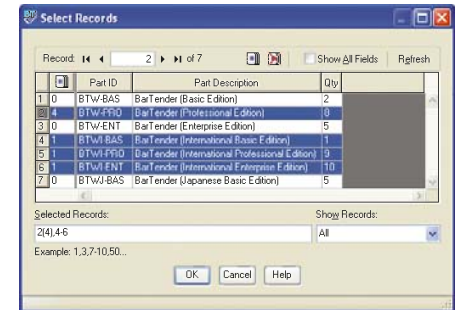 Select Records
Record: 2 of 7 Show All Fields Refresh
Part ID Part Description Qty
1 0 BTW-BAS BarTender (Basic Edition) 2
2 4 BTW-PRO BarTender (Professional Edition) 8
3 0 BTW-ENT BarTender (Enterprise Edition) 5
4 1 BTWI-BAS BarTender (International Basic Edition) 1
5 1 BTWI-PRO BarTender (International Professional Edition) 9
6 1 BTWI-ENT BarTender (International Enterprise Edition) 10
7 0 BTWJ-BAS BarTender (Japanese Basic Edition) 5
Selected Records: Show Records:
2(4),4-6 All
Example: 1,3,7-10,50...
OK Cancel Help